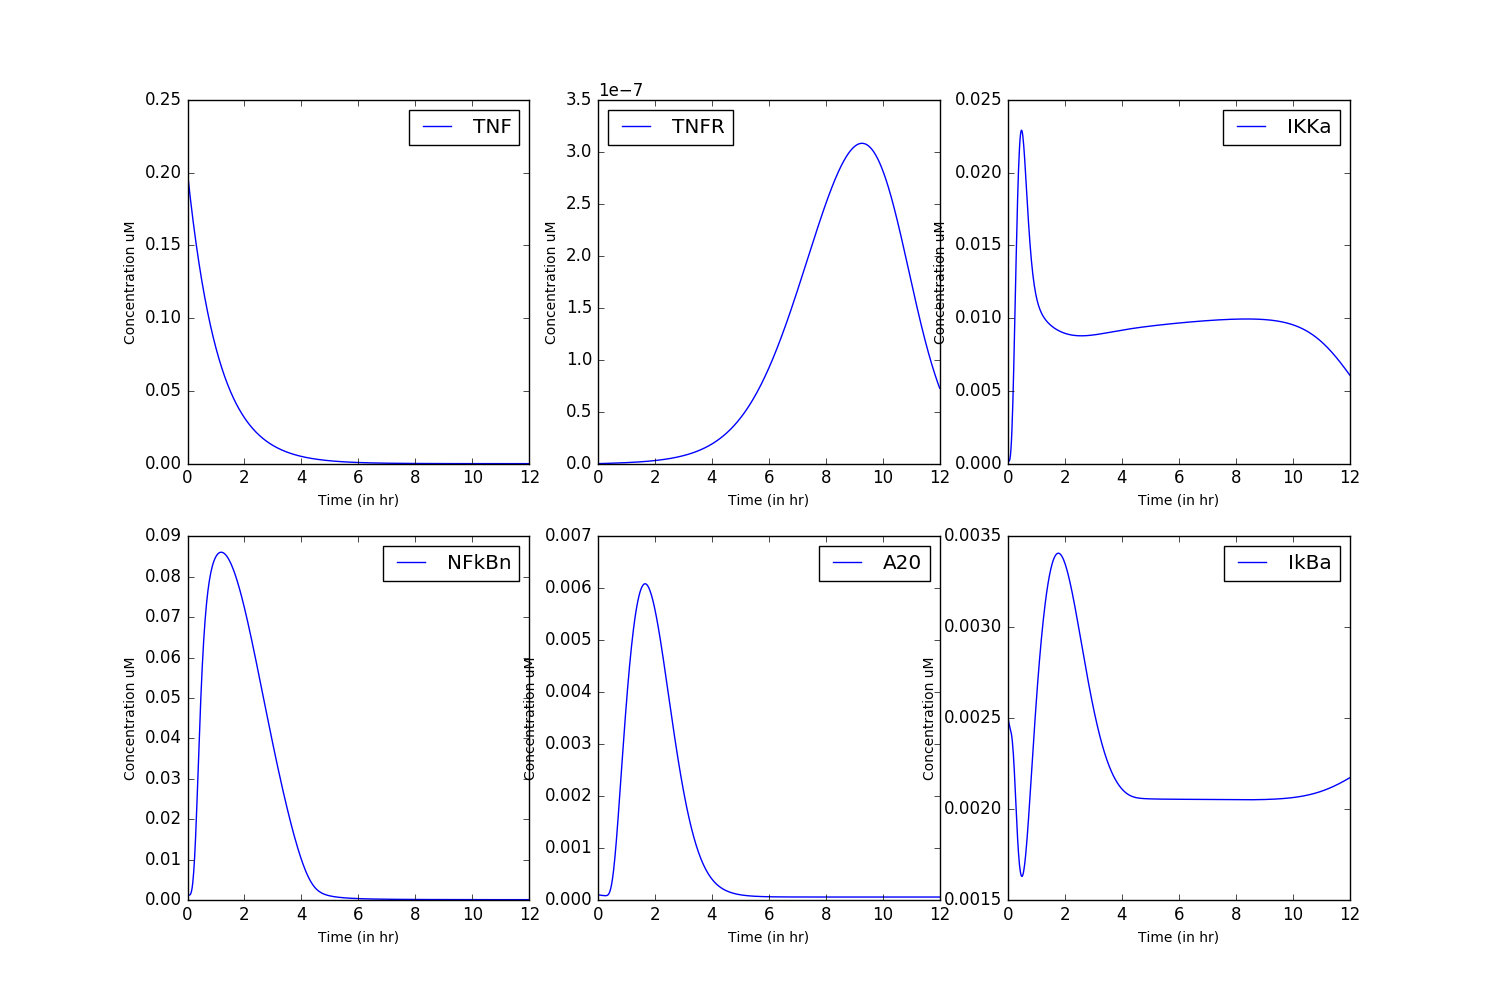 1e−7
0.25
0.20
0.15
0.10
0.05
0.00
Concentration uM
TNF
0 2 4 6 8 10 12
Time (in hr)
3.5
3.0
2.5
2.0
1.5
1.0
0.5
0.0
Concentration uM
TNFR
0 2 4 6 8 10 12
Time (in hr)
0.025
0.020
0.015
0.010
0.005
0.000
Concentration uM
IKKa
0 2 4 6 8 10 12
Time (in hr)
0.09
0.08
0.07
0.06
0.05
0.04
0.03
0.02
0.01
0.00
Concentration uM
NFkBn
0 2 4 6 8 10 12
Time (in hr)
0.007
0.006
0.005
0.004
0.003
0.002
0.001
0.000
Concentration uM
A20
0 2 4 6 8 10 12
Time (in hr)
0.0035
0.0030
0.0025
0.0020
0.0015
Concentration uM
IkBa
0 2 4 6 8 10 12
Time (in hr)